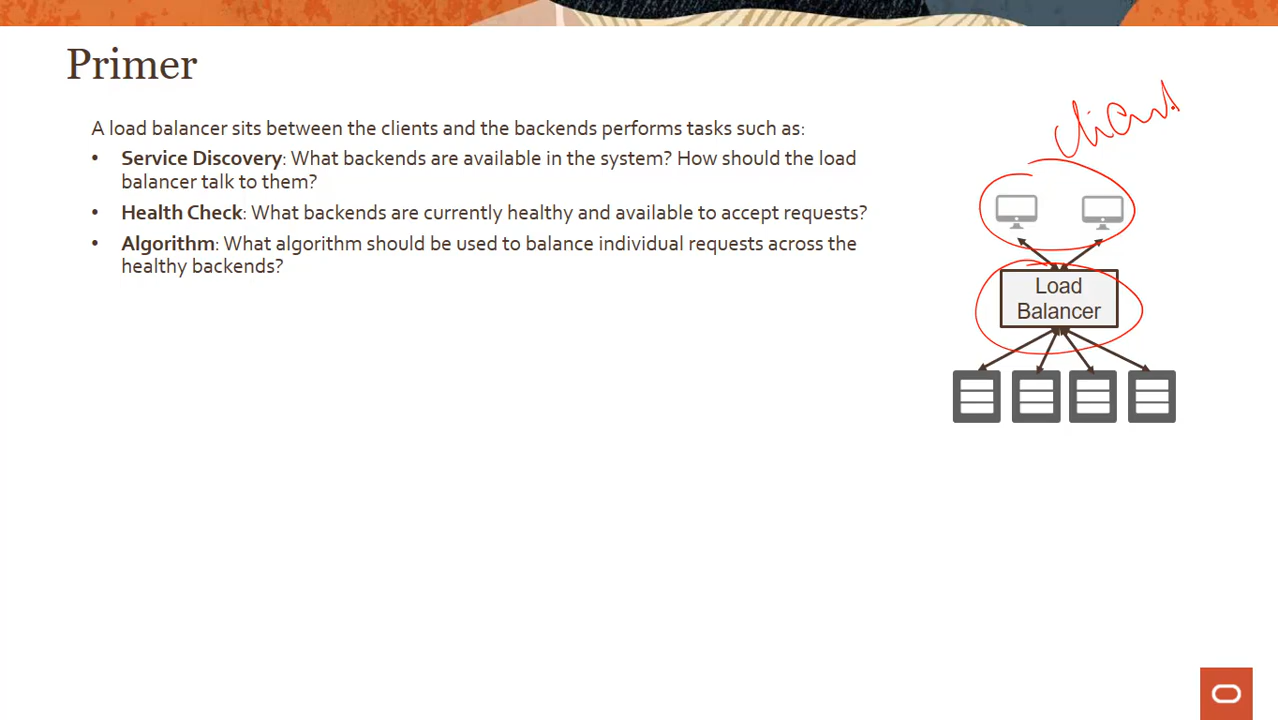 Primer
A load balancer sits between the clients and the backends performs tasks such as:
• Service Discovery: What backends are available in the system? How should the load
balancer talk to them?
• Health Check: What backends are currently healthy and available to accept requests?
• Algorithm: What algorithm should be used to balance individual requests across the
healthy backends?
client
Load
Balancer